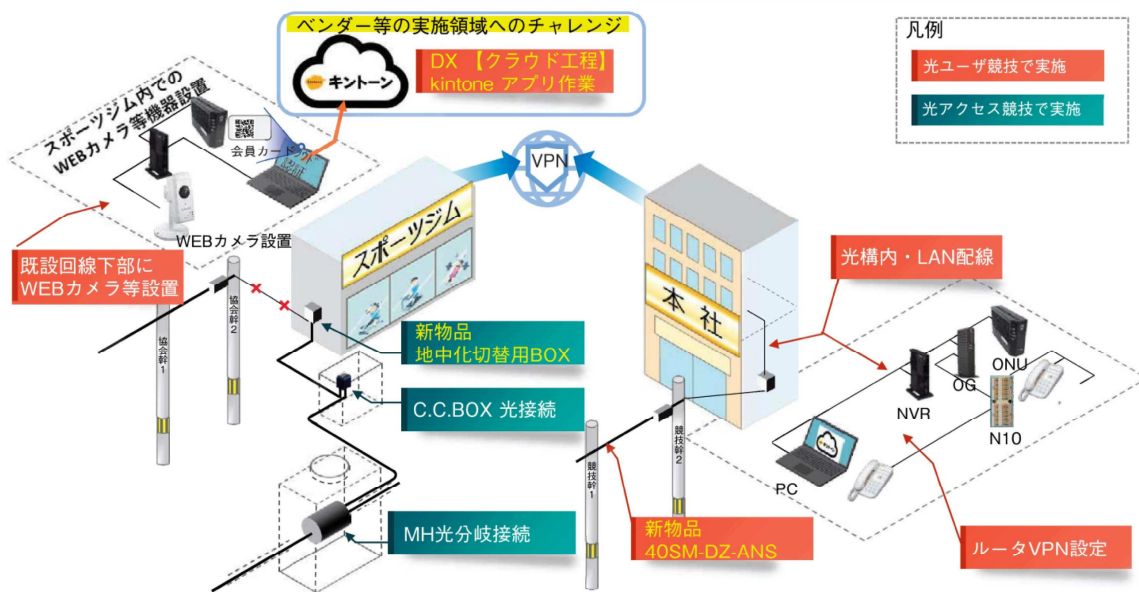 ベンダー等の実施領域へのチャレンジ
キントーン
DX 【クラウド工程】
kintone アプリ作業
凡例
光ユーザ競技で実施
光アクセス競技で実施
スポーツジム内での
WEBカメラ等機器設置
会員カード
WEBカメラ設置
既設回線下部に
WEBカメラ等設置
VPN
スポーツジム
本社
協会幹1
協会幹2
新物品
地中化切替用BOX
C.C.BOX 光接続
MH光分岐接続
光構内・LAN配線
ONU
OG
NVR
N10
PC
競技幹1
競技幹2
新物品
40SM-DZ-ANS
ルータVPN設定